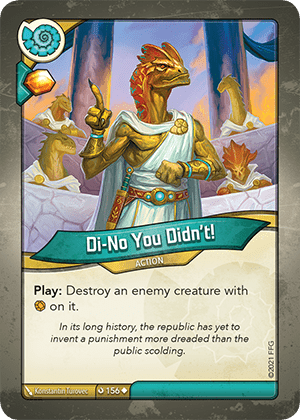 Di-No You Didn't!
ACTION
Play: Destroy an enemy creature with
on it.
In its long history, the republic has yet to
invent a punishment more dreaded than the
public scolding.
Konstantin Turovec
156
©2021 FFG